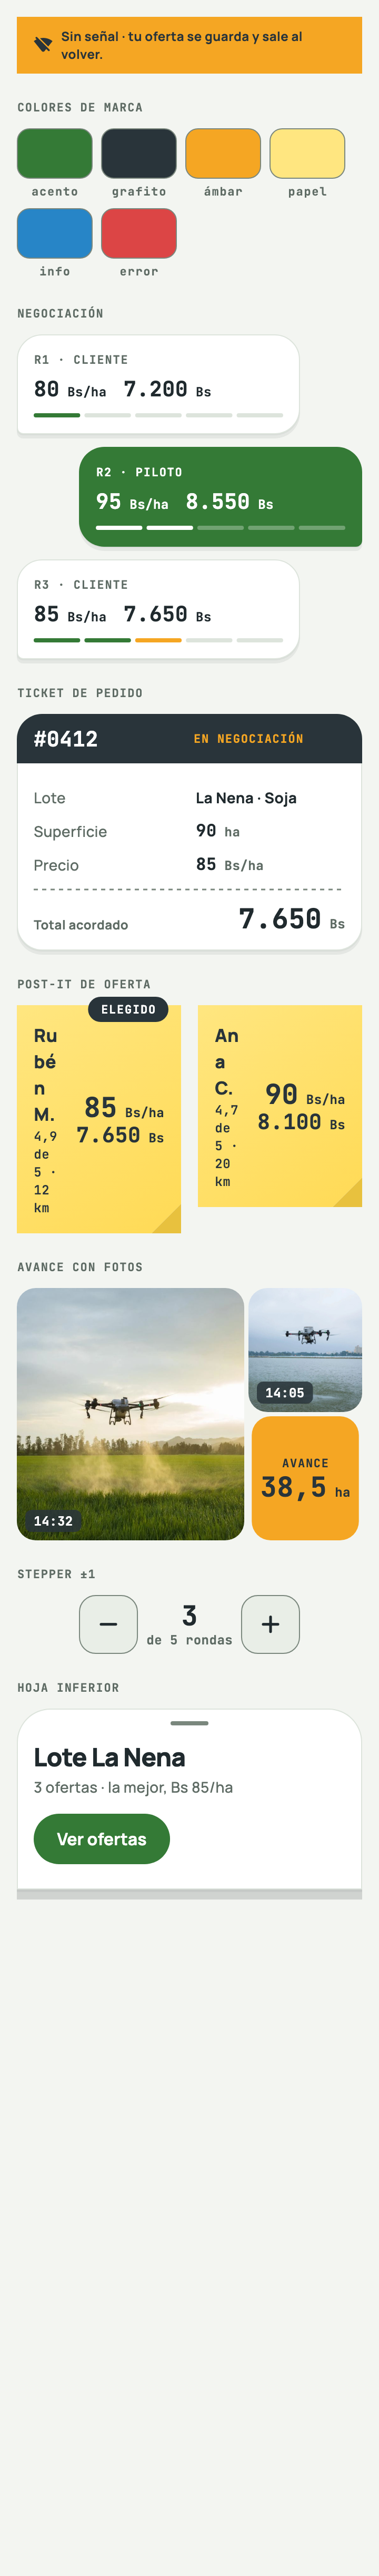 Sin señal · tu oferta se guarda y sale al
volver.
COLORES DE MARCA
acento grafito ámbar papel
info error
NEGOCIACIÓN
R1 · CLIENTE
80 Bs/ha 7.200 Bs
R2 · PILOTO
95 Bs/ha 8.550 Bs
R3 · CLIENTE
85 Bs/ha 7.650 Bs
TICKET DE PEDIDO
#0412 EN NEGOCIACIÓN
Lote La Nena · Soja
Superficie 90 ha
Precio 85 Bs/ha
Total acordado 7.650 Bs
POST-IT DE OFERTA
ELEGIDO
Ru
bé
n
M.
4,9
de
5 ·
12
km
85 Bs/ha
7.650 Bs
An
a
C.
4,7
de
5 ·
20
km
90 Bs/ha
8.100 Bs
AVANCE CON FOTOS
14:32
14:05
AVANCE
38,5 ha
STEPPER ±1
− 3 +
de 5 rondas
HOJA INFERIOR
Lote La Nena
3 ofertas · la mejor, Bs 85/ha
Ver ofertas